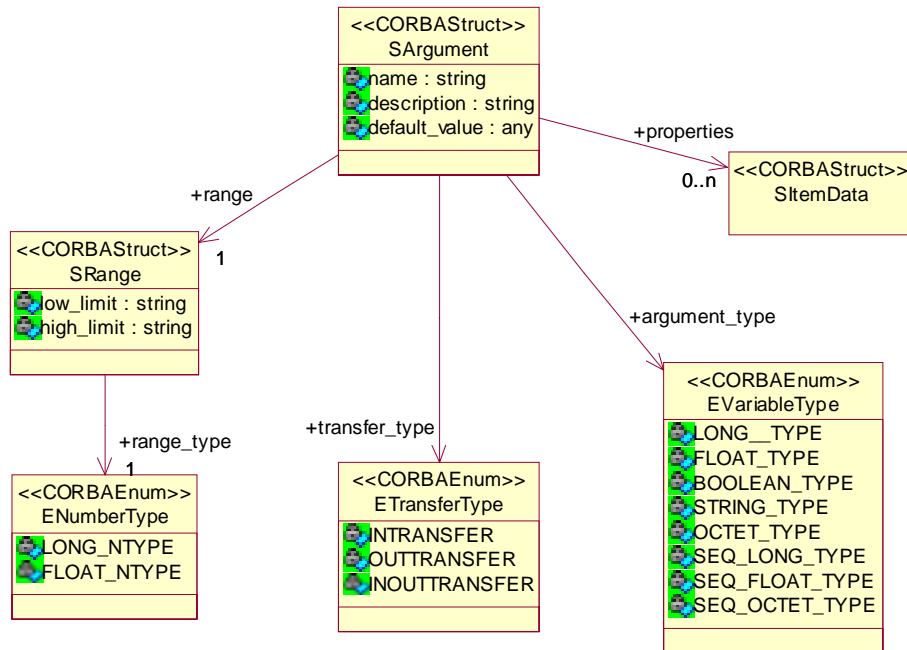 <<CORBAStruct>>
SArgument
name : string
description : string
default_value : any
+properties
0..n
<<CORBAStruct>>
SItemData
+range
1
<<CORBAStruct>>
SRange
low_limit : string
high_limit : string
+argument_type
+range_type
1
+transfer_type
<<CORBAEnum>>
ENumberType
LONG_NTYPE
FLOAT_NTYPE
<<CORBAEnum>>
ETransferType
INTRANSFER
OUTTRANSFER
INOUTTRANSFER
<<CORBAEnum>>
EVariableType
LONG__TYPE
FLOAT_TYPE
BOOLEAN_TYPE
STRING_TYPE
OCTET_TYPE
SEQ_LONG_TYPE
SEQ_FLOAT_TYPE
SEQ_OCTET_TYPE